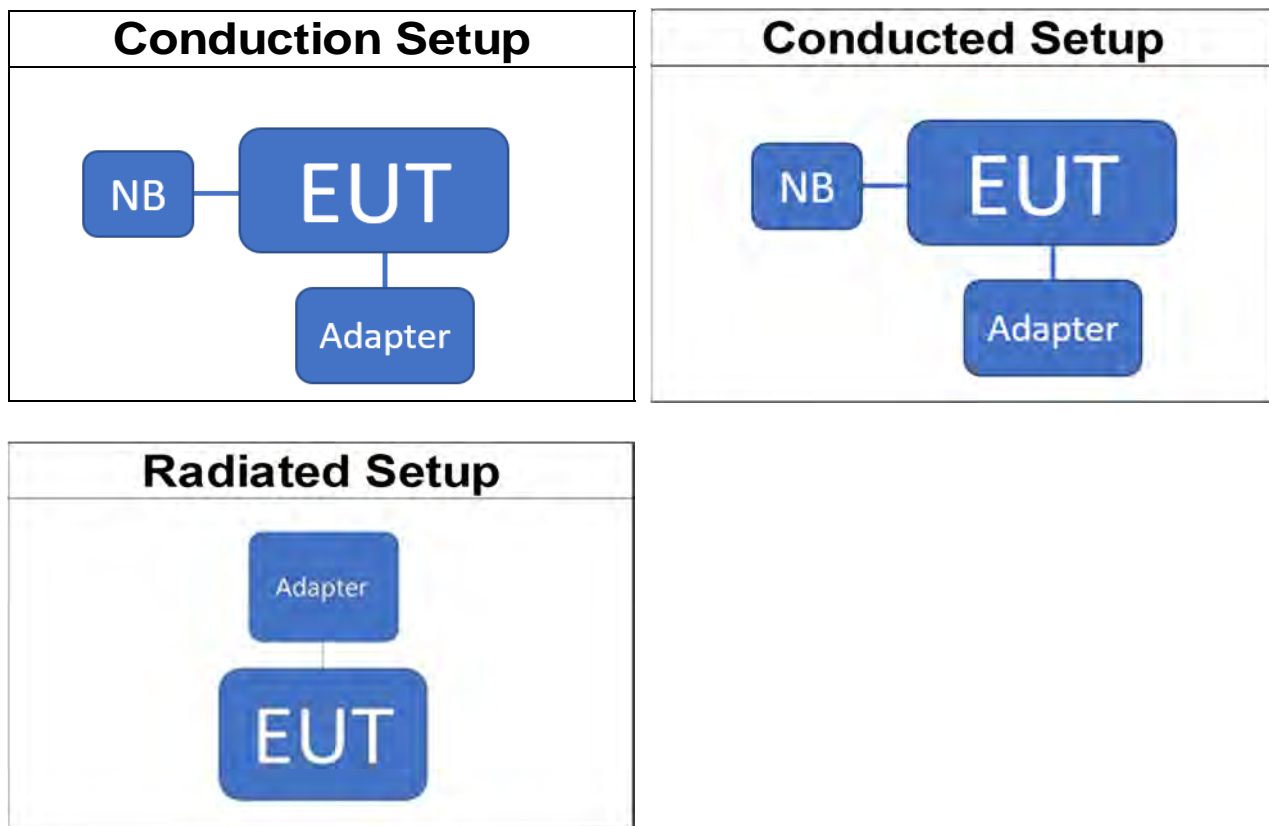 Conduction Setup
NB
EUT
Adapter
Conducted Setup
NB
EUT
Adapter
Radiated Setup
Adapter
EUT